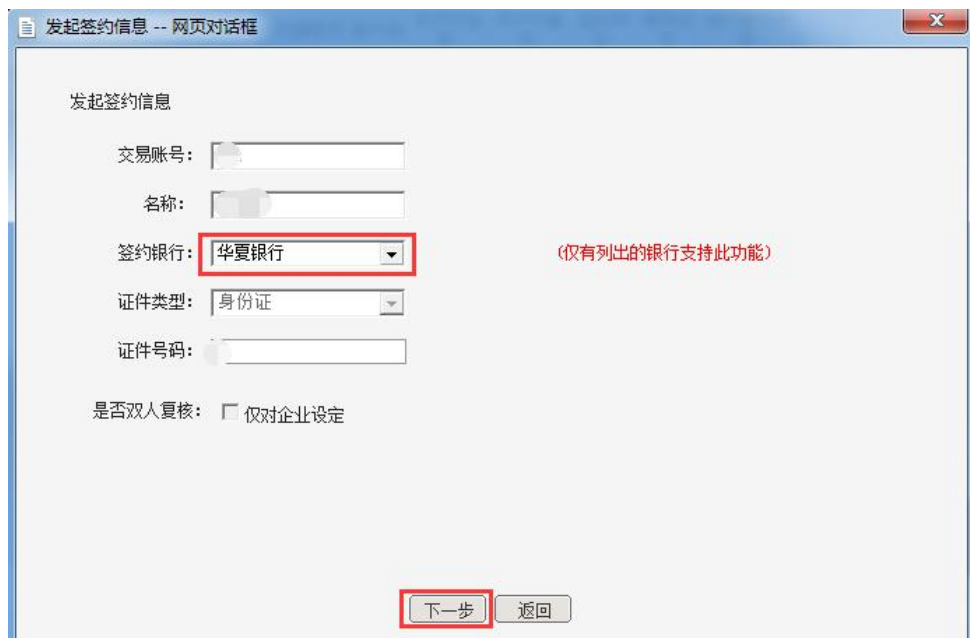 发起签约信息 -- 网页对话框
发起签约信息
交易账号：
名称：
签约银行： 华夏银行 (仅有列出的银行支持此功能)
证件类型： 身份证
证件号码：
是否双人复核： 仅对企业设定
下一步 返回